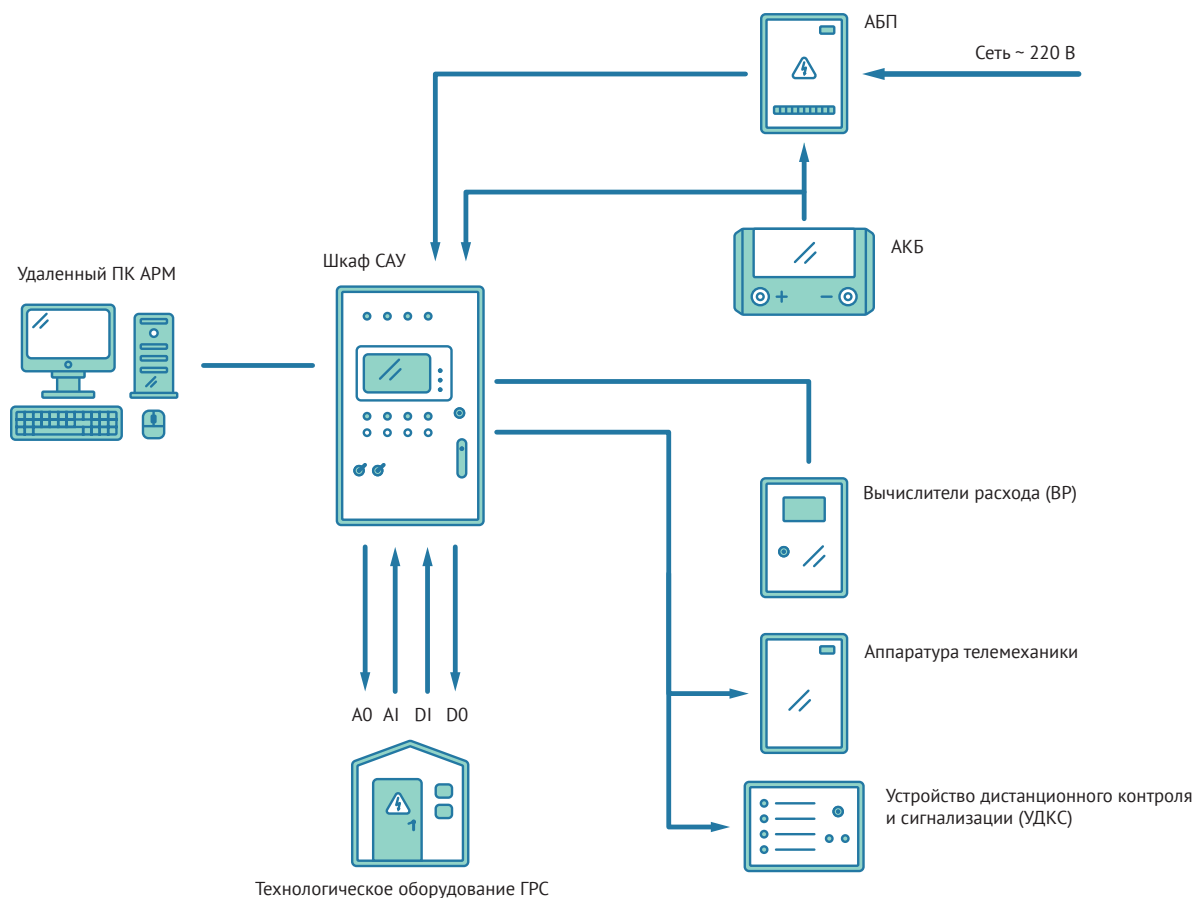 АБП
Сеть ~ 220 В
АКБ
Шкаф САУ
Удаленный ПК АРМ
Вычислители расхода (ВР)
Аппаратура телемеханики
A0 AI DI D0
Устройство дистанционного контроля
и сигнализации (УДКС)
Технологическое оборудование ГРС